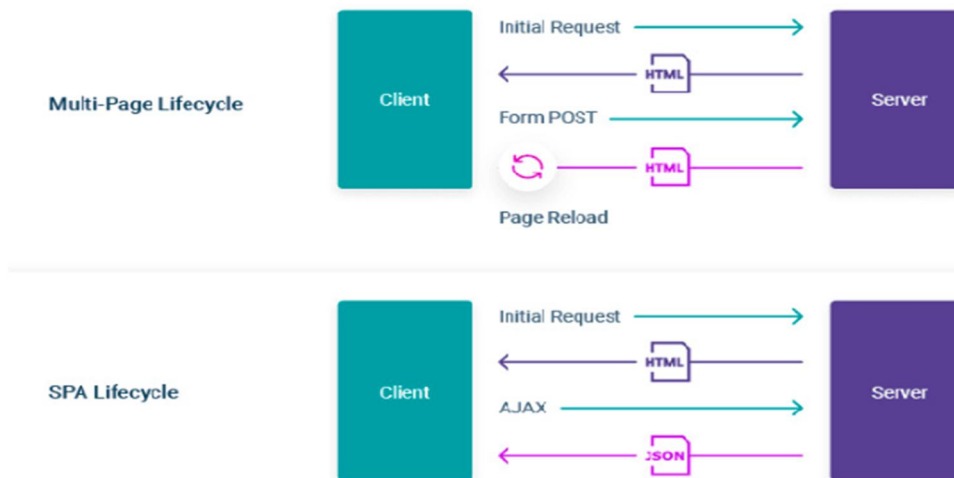 Initial Request
HTML
Multi-Page Lifecycle
Client
Server
Form POST
HTML
Page Reload
Initial Request
HTML
SPA Lifecycle
Client
Server
AJAX
JSON